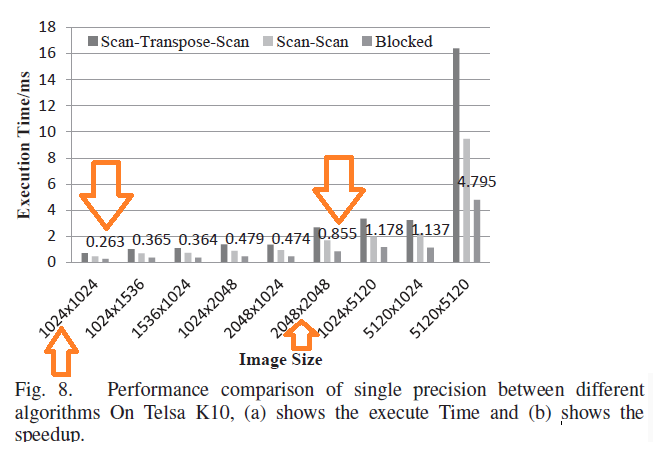 18
16
14
12
10
8
6
4
2
0
Execution Time/ms
Scan-Transpose-Scan Scan-Scan Blocked
0.263 0.365 0.364 0.479 0.474 0.855 1.178 1.137 4.795
1024x1024
1024x1536
1536x1024
1024x2048
2048x1024
2048x2048
1024x5120
5120x1024
5120x5120
Image Size
Fig. 8. Performance comparison of single precision between different
algorithms On Telsa K10, (a) shows the execute Time and (b) shows the
speedup.